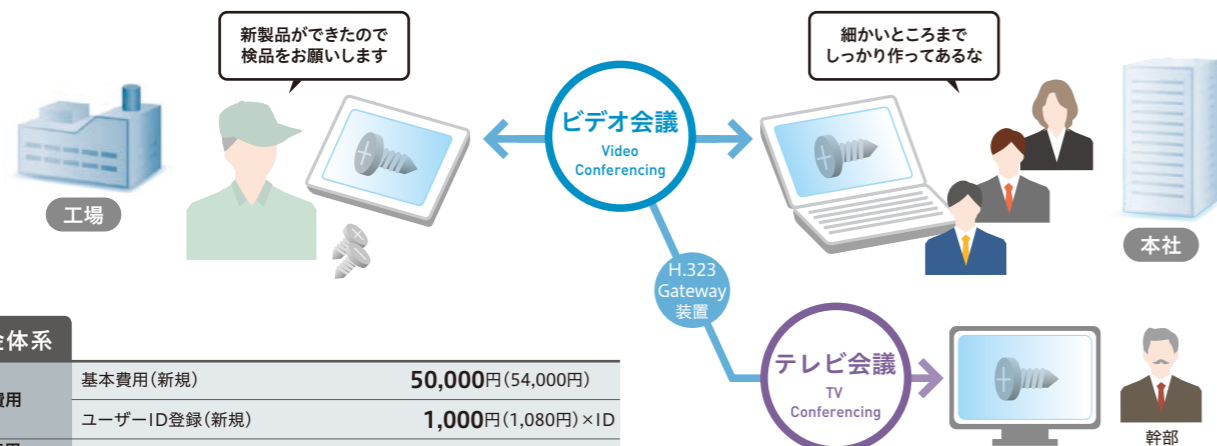 新製品ができたので
検品をお願いします
細かいところまで
しっかり作ってあるな
ビデオ会議
Video
Conferencing
工場
本社
H.323
Gateway
装置
テレビ会議
TV
Conferencing
幹部
金体系
費用
基本費用(新規) 50,000円(54,000円)
ユーザーID登録(新規) 1,000円(1,080円)×ID